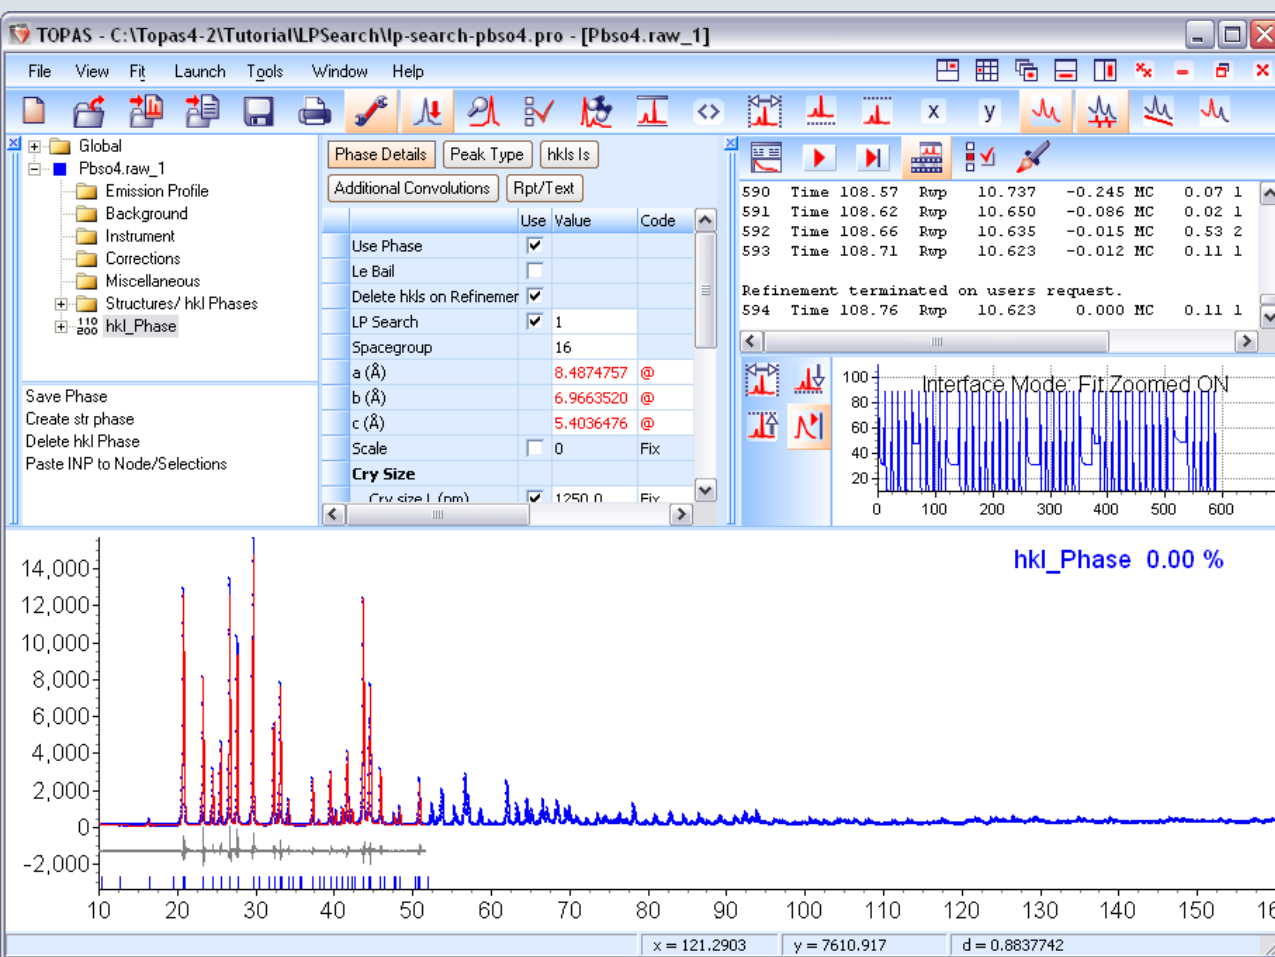 TOPAS - C:\Topas4-2\Tutorial\LPSearch\lp-search-pbso4.pro - [Pbso4.raw_1]
File View Fit Launch Tools Window Help
x y
Global
Pbso4.raw_1
Emission Profile
Background
Instrument
Corrections
Miscellaneous
Structures/ hkl Phases
110
200 hkl_Phase
Save Phase
Create str phase
Delete hkl Phase
Paste INP to Node/Selections
Phase Details Peak Type hkls Is
Additional Convolutions Rpt/Text
Use Value Code
Use Phase
Le Bail
Delete hkls on Refinemer
LP Search 1
Spacegroup 16
a (Å) 8.4874757 @
b (Å) 6.9663520 @
c (Å) 5.4036476 @
Scale 0 Fix
Cry Size
Cry size L (nm) 1250.0 Fix
590 Time 108.57 Rwp 10.737 -0.245 MC 0.07 1
591 Time 108.62 Rwp 10.650 -0.086 MC 0.02 1
592 Time 108.66 Rwp 10.635 -0.015 MC 0.53 2
593 Time 108.71 Rwp 10.623 -0.012 MC 0.11 1
Refinement terminated on users request.
594 Time 108.76 Rwp 10.623 0.000 MC 0.11 1
Interface Mode: Fit Zoomed ON
100
80
60
40
20
0 100 200 300 400 500 600
hkl_Phase 0.00 %
14,000
12,000
10,000
8,000
6,000
4,000
2,000
0
-2,000
10 20 30 40 50 60 70 80 90 100 110 120 130 140 150 16
x = 121.2903 y = 7610.917 d = 0.8837742